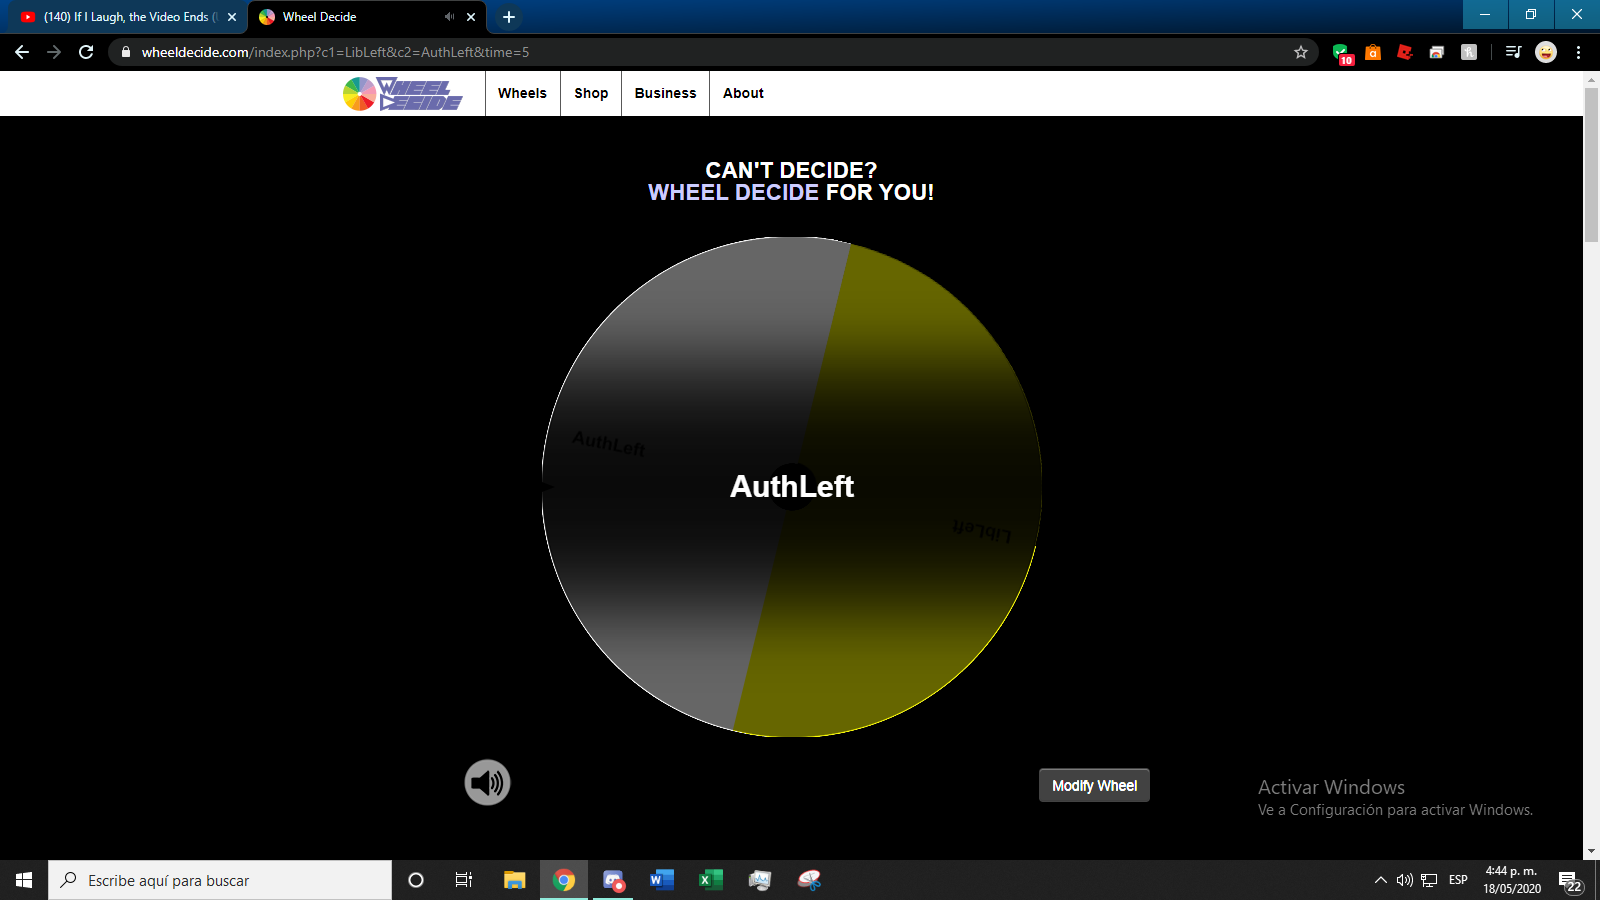 (140) If I Laugh, the Video Ends (
Wheel Decide
wheeldecide.com/index.php?c1=LibLeft&c2=AuthLeft&time=5
10
WHEEL DECIDE
Wheels
Shop
Business
About
CAN'T DECIDE?
WHEEL DECIDE FOR YOU!
AuthLeft
AuthLeft
LibLeft
Modify Wheel
Activar Windows
Ve a Configuración para activar Windows.
Escribe aquí para buscar
ESP
4:44 p. m.
18/05/2020
22